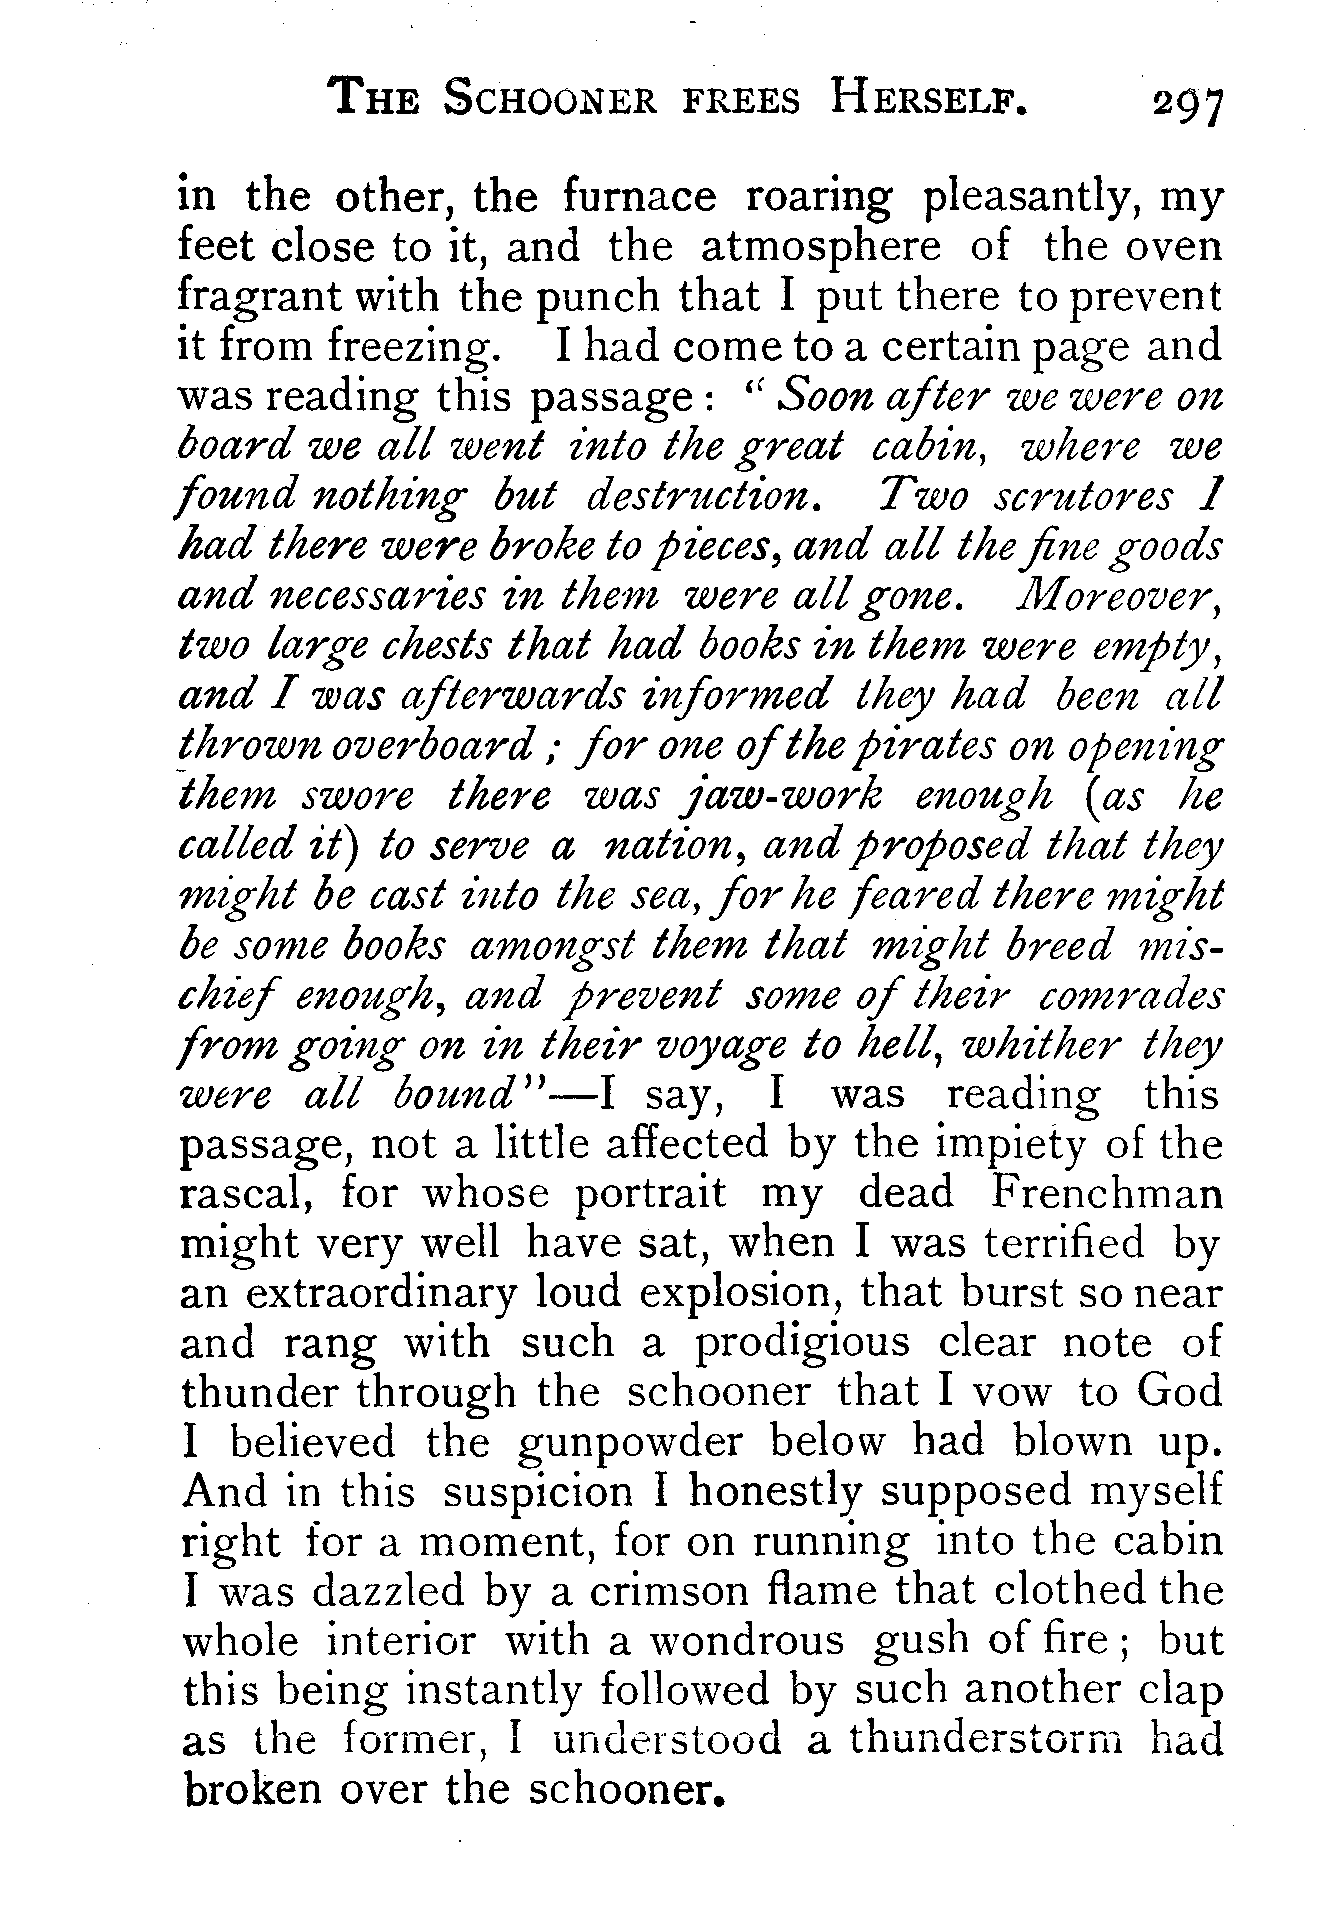 The Schooner frees Herself. 297
in the other, the furnace roaring pleasantly, my
feet close to it, and the atmosphere of the oven
fragrant with the punch that I put there to prevent
it from freezing. I had come to a certain page and
was reading this passage : “ Soon after we were on
board we all went into the great cabin, where we
found nothing but destruction. Two scrutores I
had there were broke to pieces, and all the fine goods
and necessaries in them were all gone. Moreover,
two large chests that had books in them were empty,
and I was afterwards informed they had been all
thrown overboard ; for one of the pirates on opening
them swore there was jaw-work enough (as he
called it) to serve a nation, and proposed that they
might be cast into the sea, for he feared there might
be some books amongst them that might breed mis-
chief enough, and prevent some of their comrades
from going on in their voyage to hell, whither they
were all bound”—I say, I was reading this
passage, not a little affected by the impiety of the
rascal, for whose portrait my dead Frenchman
might very well have sat, when I was terrified by
an extraordinary loud explosion, that burst so near
and rang with such a prodigious clear note of
thunder through the schooner that I vow to God
I believed the gunpowder below had blown up.
And in this suspicion I honestly supposed myself
right for a moment, for on running into the cabin
I was dazzled by a crimson flame that clothed the
whole interior with a wondrous gush of fire ; but
this being instantly followed by such another clap
as the former, I understood a thunderstorm had
broken over the schooner.